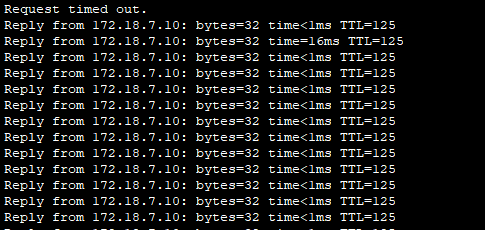 Request timed out.
Reply from 172.18.7.10: bytes=32 time<1ms TTL=125
Reply from 172.18.7.10: bytes=32 time=16ms TTL=125
Reply from 172.18.7.10: bytes=32 time<1ms TTL=125
Reply from 172.18.7.10: bytes=32 time<1ms TTL=125
Reply from 172.18.7.10: bytes=32 time<1ms TTL=125
Reply from 172.18.7.10: bytes=32 time<1ms TTL=125
Reply from 172.18.7.10: bytes=32 time<1ms TTL=125
Reply from 172.18.7.10: bytes=32 time<1ms TTL=125
Reply from 172.18.7.10: bytes=32 time<1ms TTL=125
Reply from 172.18.7.10: bytes=32 time<1ms TTL=125
Reply from 172.18.7.10: bytes=32 time<1ms TTL=125
Reply from 172.18.7.10: bytes=32 time<1ms TTL=125
Reply from 172.18.7.10: bytes=32 time<1ms TTL=125